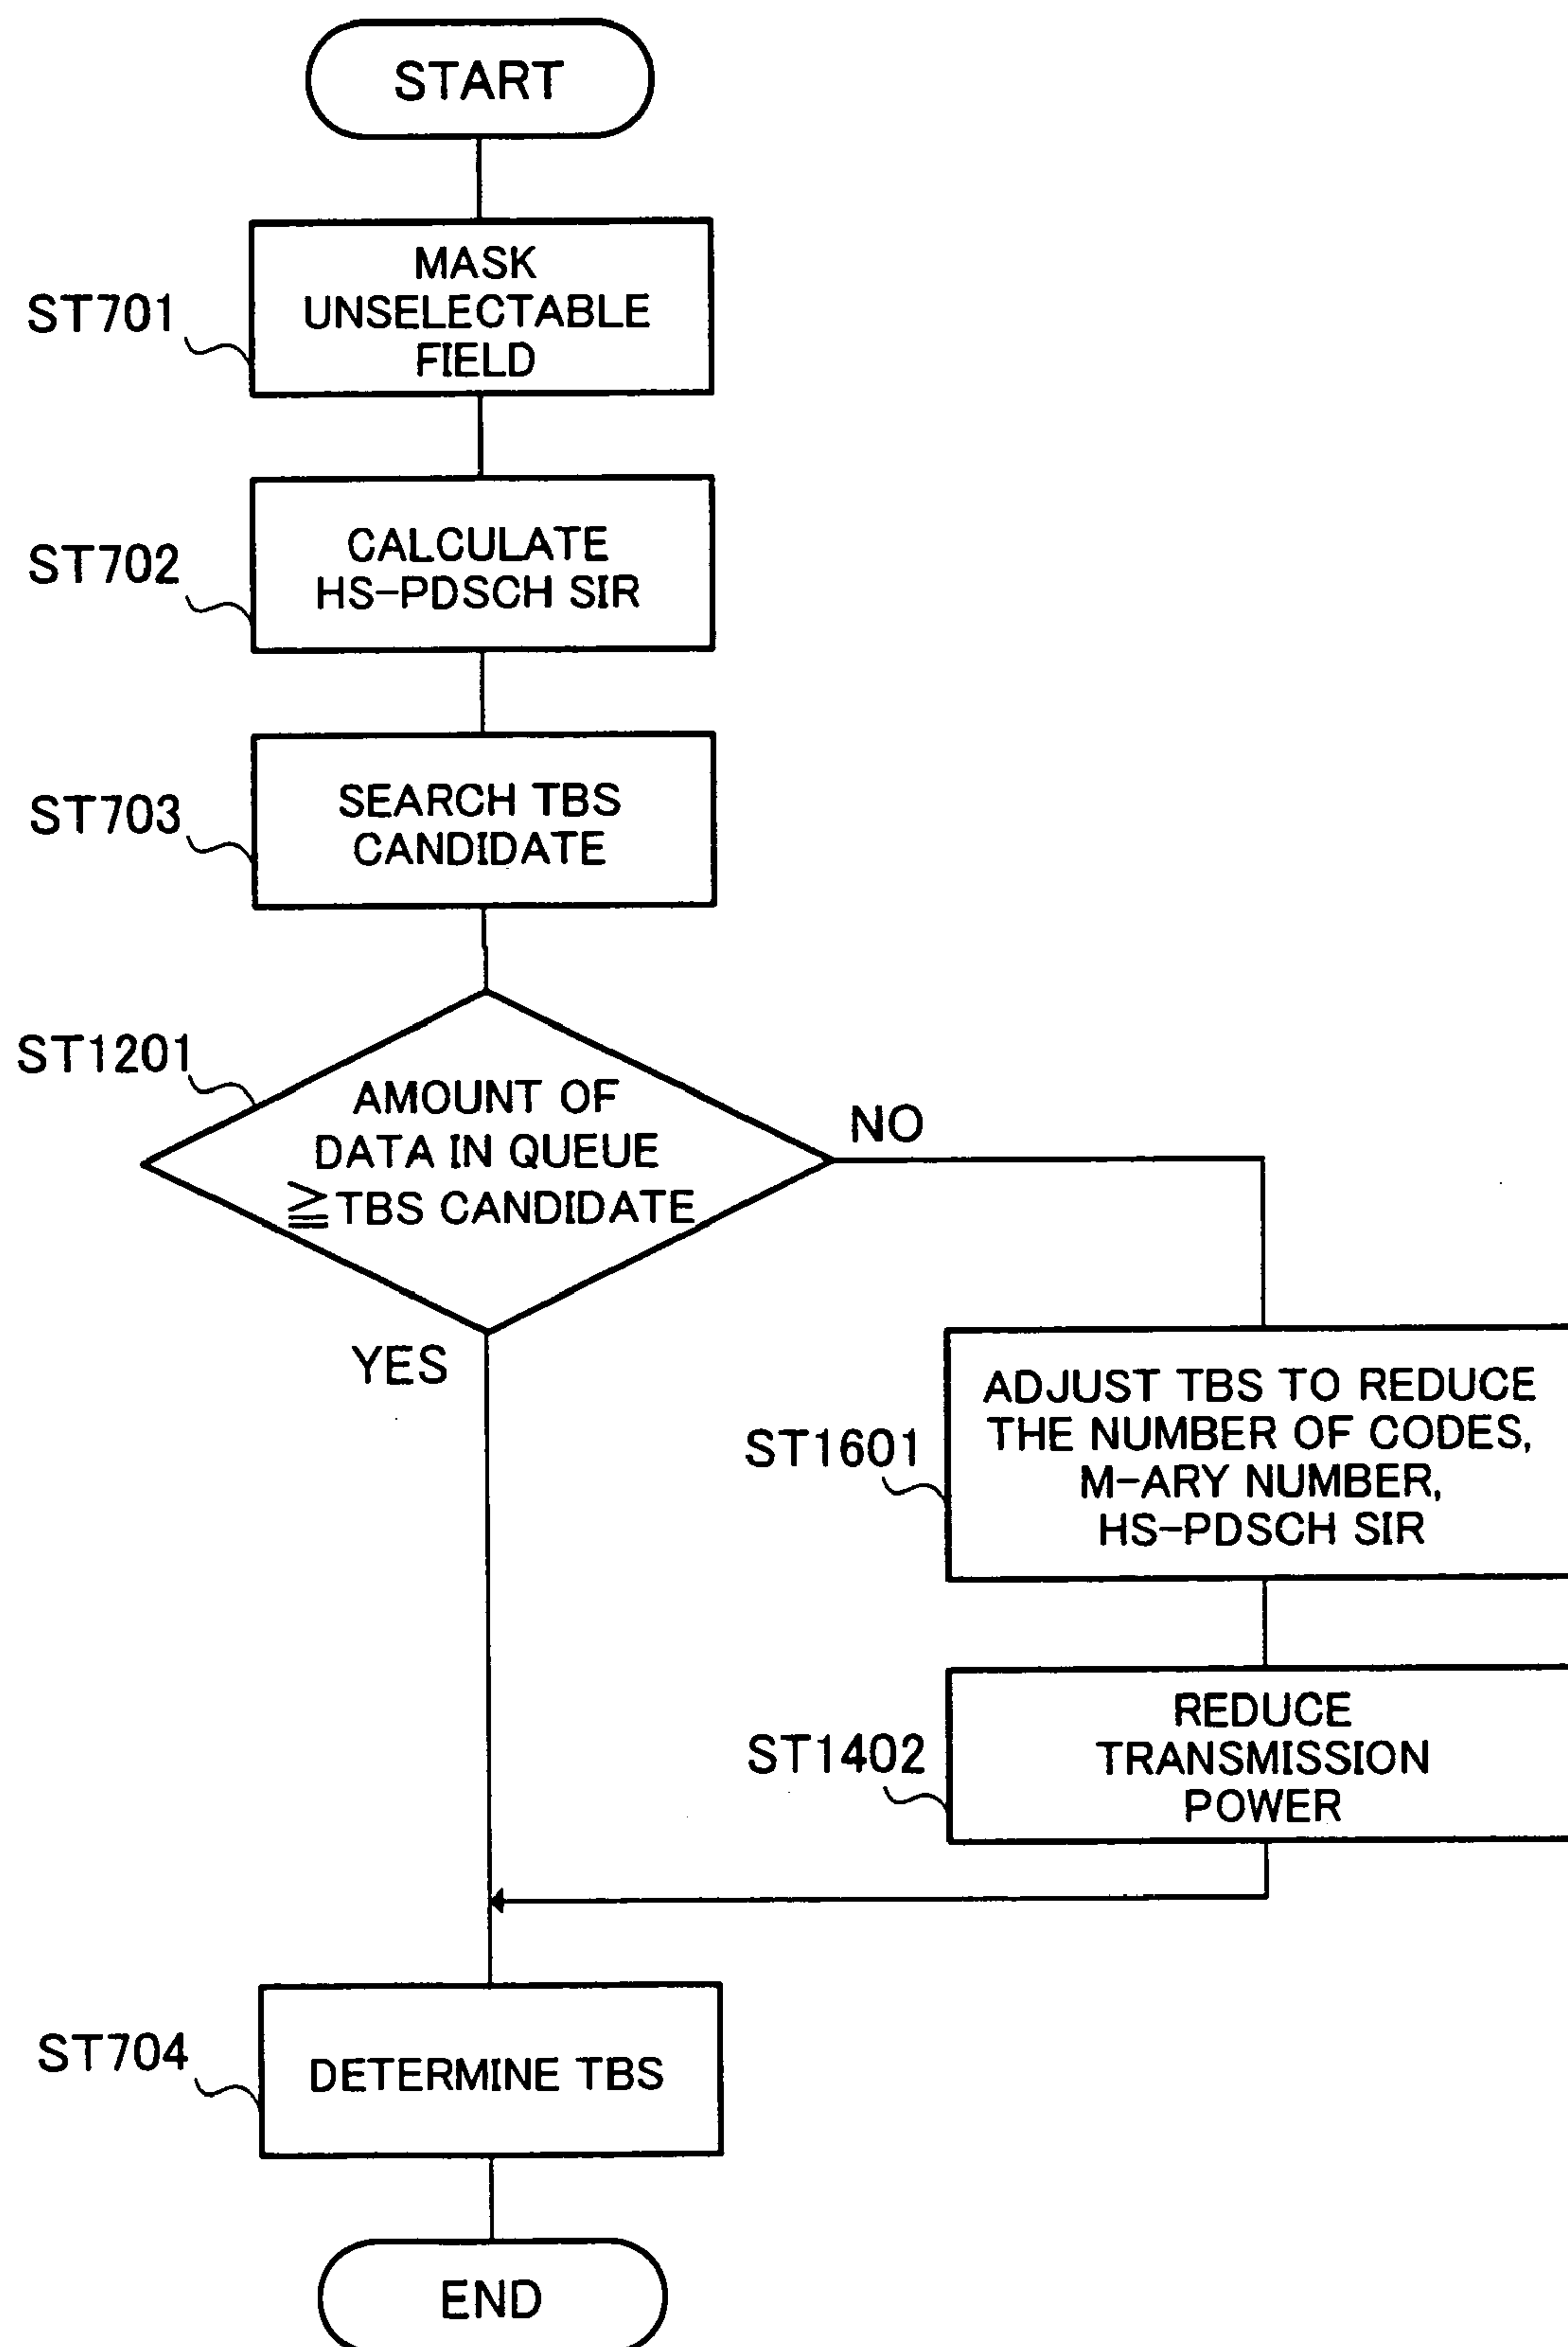 START
ST701
MASK
UNSELECTABLE
FIELD
ST702
CALCULATE
HS-PDSCH SIR
ST703
SEARCH TBS
CANDIDATE
ST1201
AMOUNT OF
DATA IN QUEUE
≧TBS CANDIDATE
NO
YES
ST1601
ADJUST TBS TO REDUCE
THE NUMBER OF CODES,
M-ARY NUMBER,
HS-PDSCH SIR
ST1402
REDUCE
TRANSMISSION
POWER
ST704
DETERMINE TBS
END